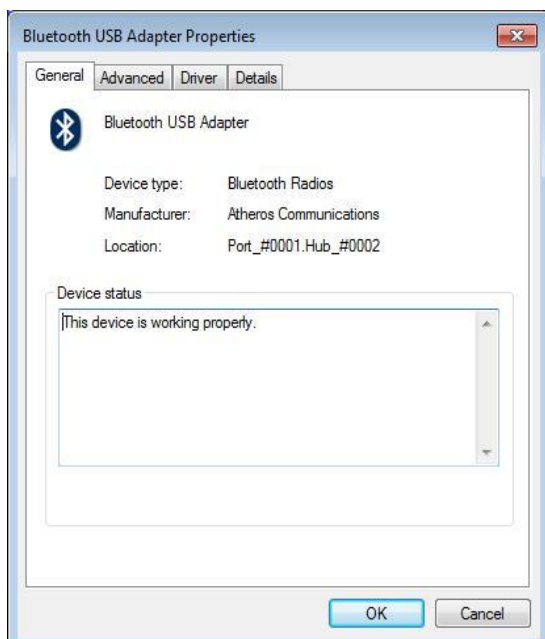 Bluetooth USB Adapter Properties
General Advanced Driver Details
Bluetooth USB Adapter
Device type: Bluetooth Radios
Manufacturer: Atheros Communications
Location: Port_#0001.Hub_#0002
Device status
This device is working properly.
OK Cancel